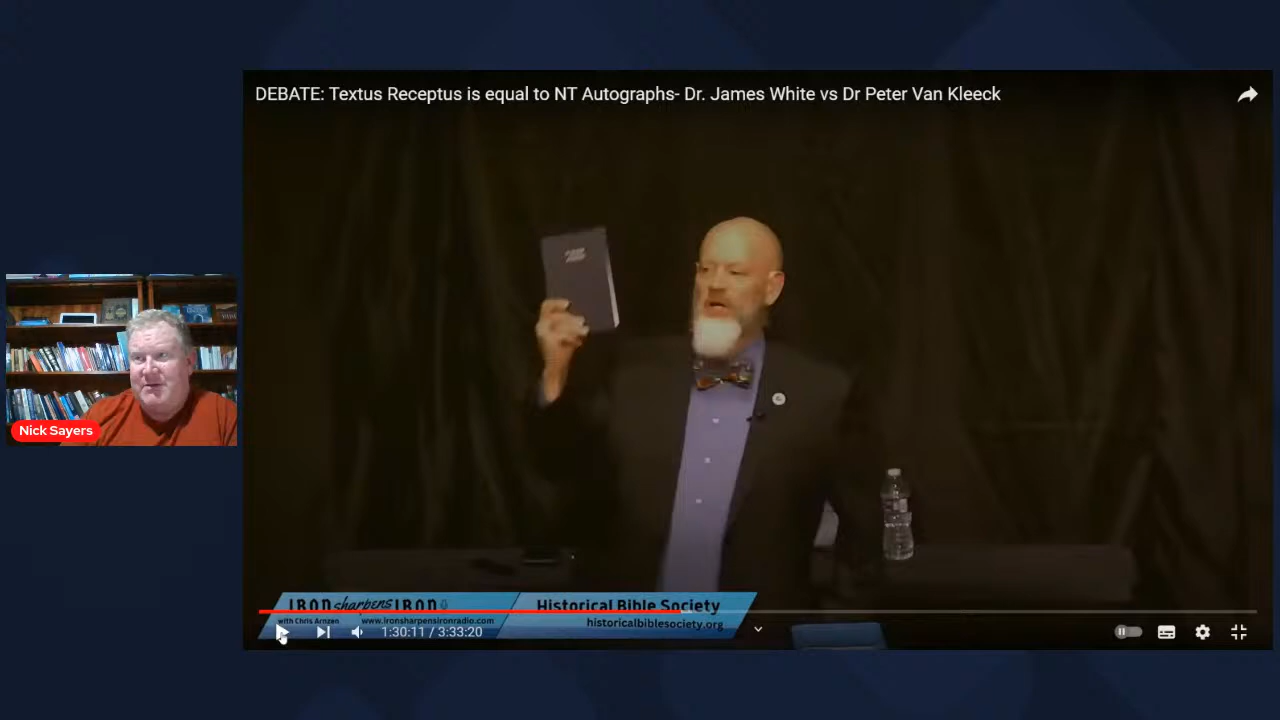 DEBATE: Textus Receptus is equal to NT Autographs- Dr. James White vs Dr Peter Van Kleeck
Nick Sayers
IRON sharpens IRON
with Chris Arnzen www.ironsharpensironradio.com
Historical Bible Society
historicalbiblesociety.org
1:30:11 / 3:33:20